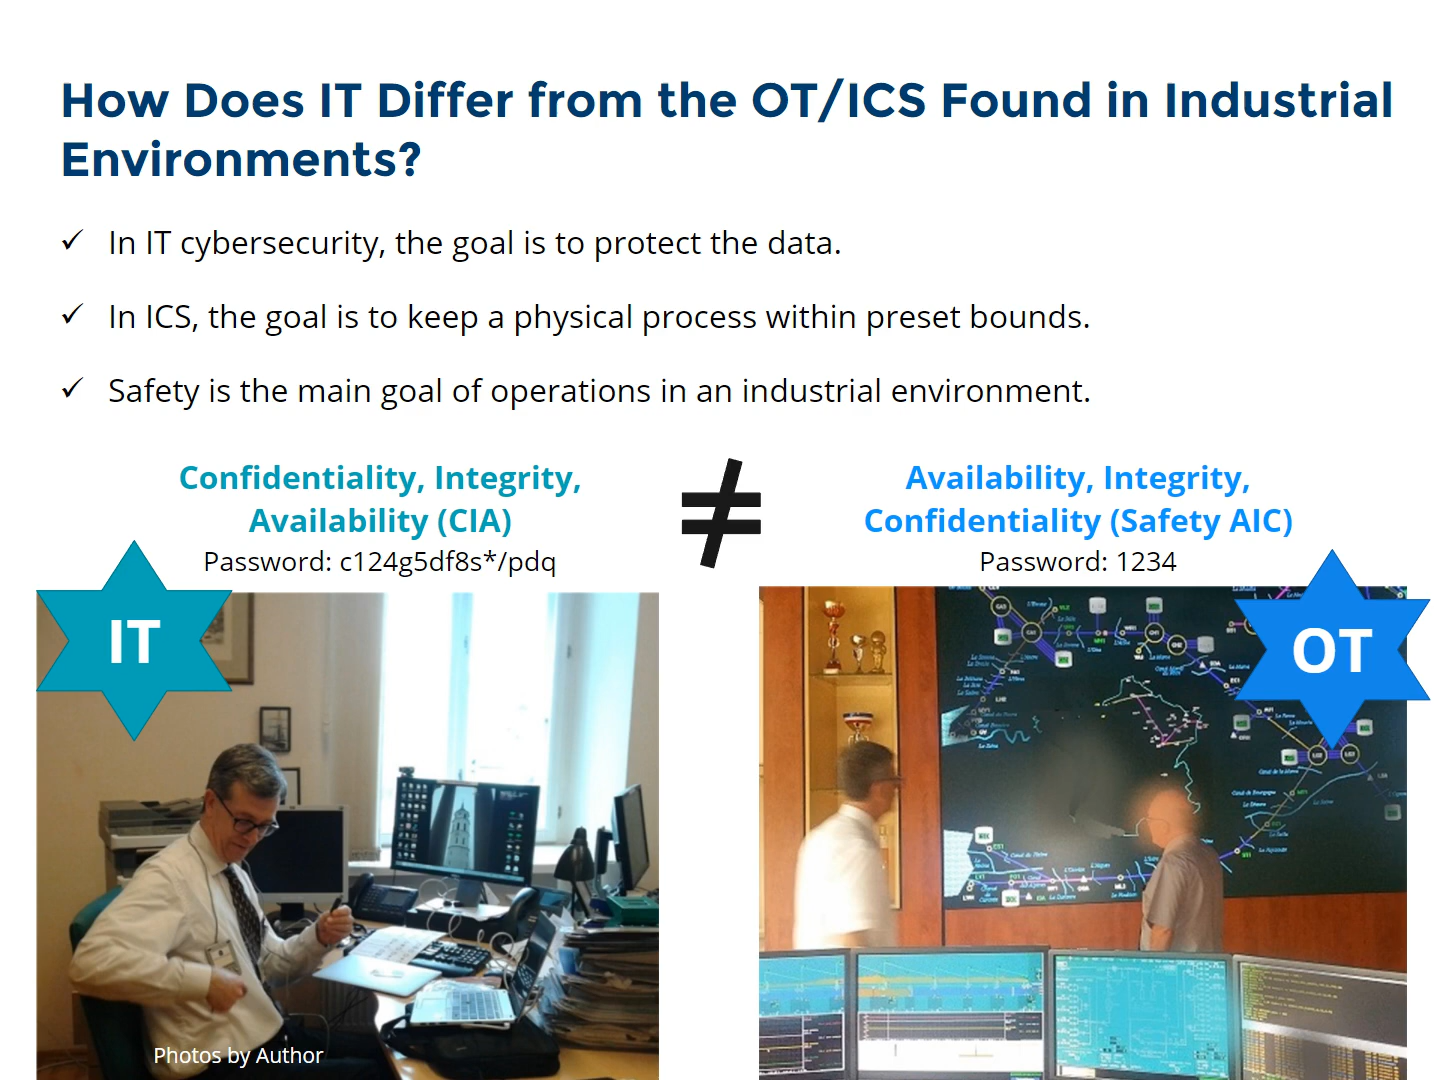 How Does IT Differ from the OT/ICS Found in Industrial
Environments?
✓ In IT cybersecurity, the goal is to protect the data.
✓ In ICS, the goal is to keep a physical process within preset bounds.
✓ Safety is the main goal of operations in an industrial environment.
Confidentiality, Integrity,
Availability (CIA)
Password: c124g5df8s*/pdq
IT
≠
Availability, Integrity,
Confidentiality (Safety AIC)
Password: 1234
OT
Photos by Author